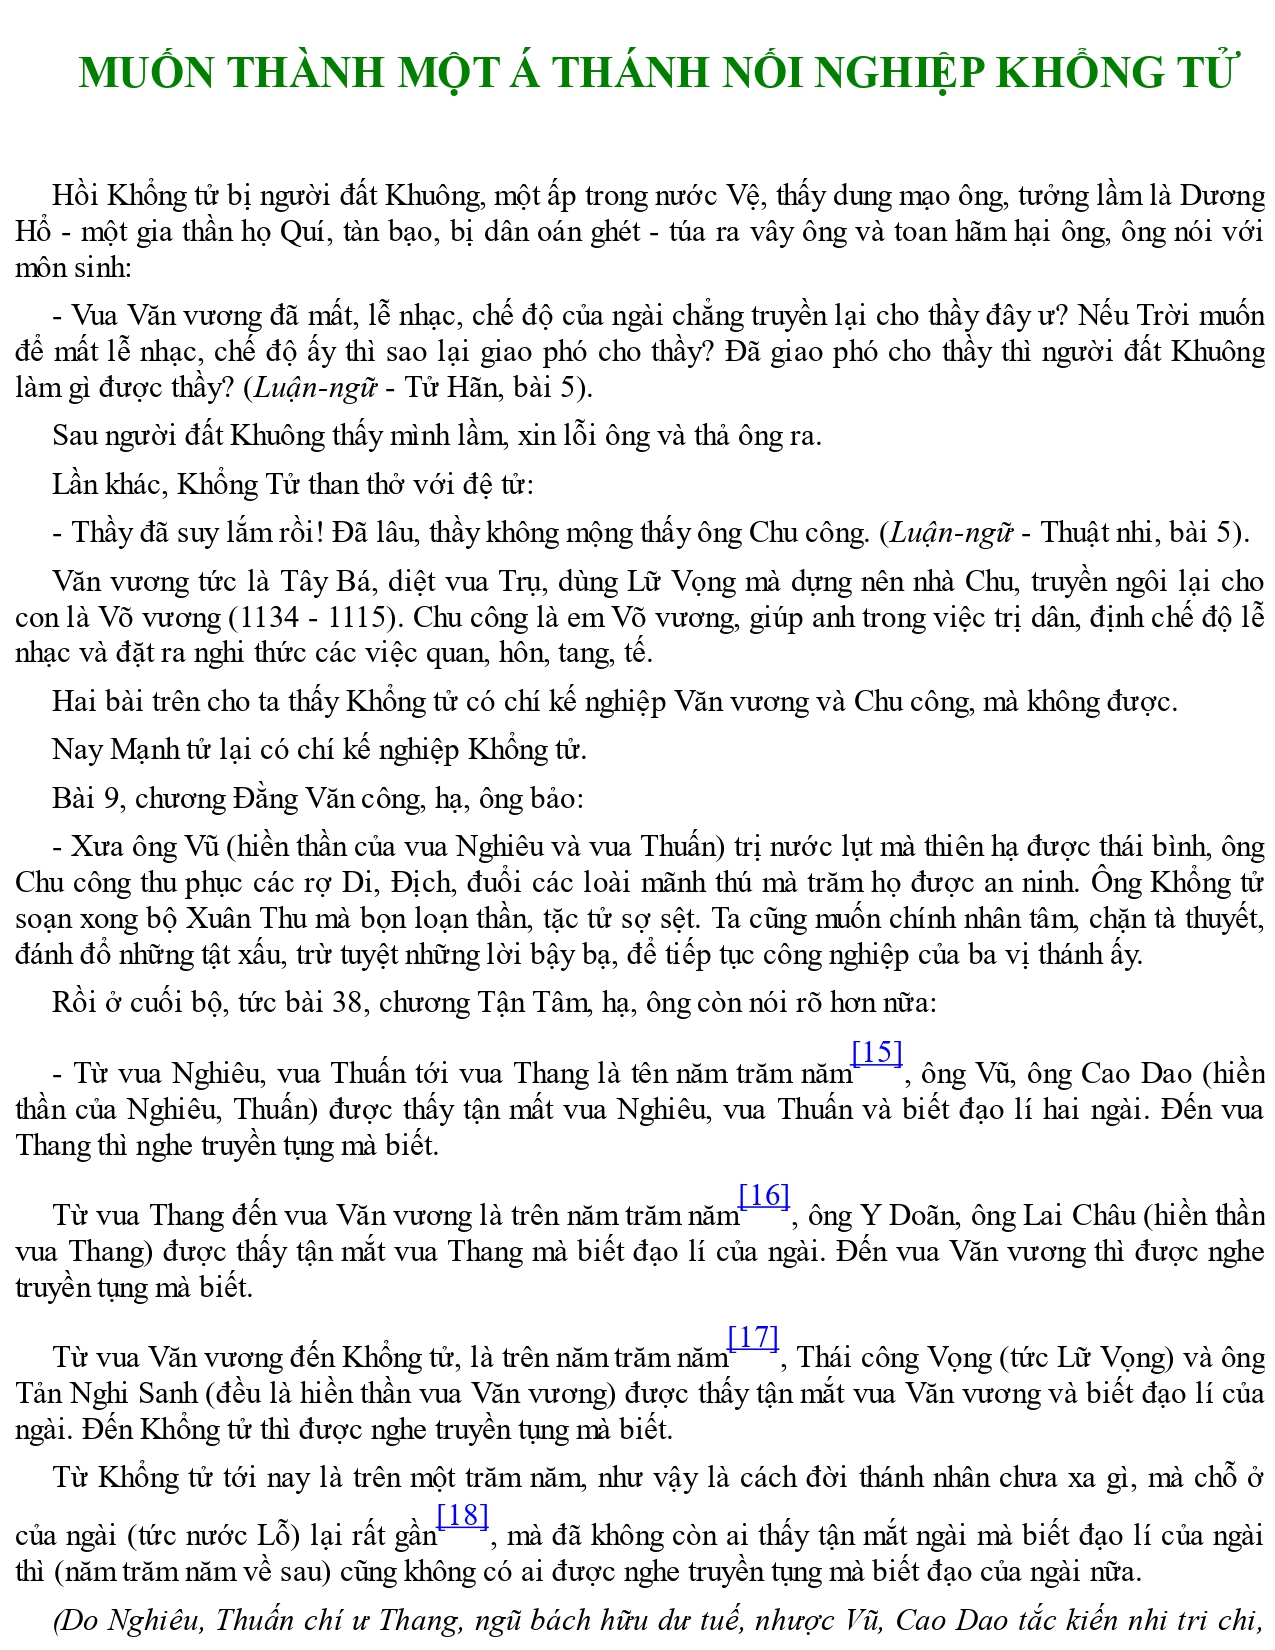 MUỐN THÀNH MỘT Á THÁNH NỐI NGHIỆP KHỔNG TỬ
Hồi Khổng tử bị người đất Khuông, một ấp trong nước Vệ, thấy dung mạo ông, tưởng lầm là Dương
Hổ - một gia thần họ Quí, tàn bạo, bị dân oán ghét - túa ra vây ông và toan hãm hại ông, ông nói với
môn sinh:
- Vua Văn vương đã mất, lễ nhạc, chế độ của ngài chẳng truyền lại cho thầy đây ư? Nếu Trời muốn
để mất lễ nhạc, chế độ ấy thì sao lại giao phó cho thầy? Đã giao phó cho thầy thì người đất Khuông
làm gì được thầy? (Luận-ngữ - Tử Hãn, bài 5).
Sau người đất Khuông thấy mình lầm, xin lỗi ông và thả ông ra.
Lần khác, Khổng Tử than thở với đệ tử:
- Thầy đã suy lắm rồi! Đã lâu, thầy không mộng thấy ông Chu công. (Luận-ngữ - Thuật nhi, bài 5).
Văn vương tức là Tây Bá, diệt vua Trụ, dùng Lữ Vọng mà dựng nên nhà Chu, truyền ngôi lại cho
con là Võ vương (1134 - 1115). Chu công là em Võ vương, giúp anh trong việc trị dân, định chế độ lễ
nhạc và đặt ra nghi thức các việc quan, hôn, tang, tế.
Hai bài trên cho ta thấy Khổng tử có chí kế nghiệp Văn vương và Chu công, mà không được.
Nay Mạnh tử lại có chí kế nghiệp Khổng tử.
Bài 9, chương Đằng Văn công, hạ, ông bảo:
- Xưa ông Vũ (hiền thần của vua Nghiêu và vua Thuấn) trị nước lụt mà thiên hạ được thái bình, ông
Chu công thu phục các rợ Di, Địch, đuổi các loài mãnh thú mà trăm họ được an ninh. Ông Khổng tử
soạn xong bộ Xuân Thu mà bọn loạn thần, tặc tử sợ sệt. Ta cũng muốn chính nhân tâm, chặn tà thuyết,
đánh đổ những tật xấu, trừ tuyệt những lời bậy bạ, để tiếp tục công nghiệp của ba vị thánh ấy.
Rồi ở cuối bộ, tức bài 38, chương Tận Tâm, hạ, ông còn nói rõ hơn nữa:
- Từ vua Nghiêu, vua Thuấn tới vua Thang là tên năm trăm năm[15], ông Vũ, ông Cao Dao (hiền
thần của Nghiêu, Thuấn) được thấy tận mất vua Nghiêu, vua Thuấn và biết đạo lí hai ngài. Đến vua
Thang thì nghe truyền tụng mà biết.
Từ vua Thang đến vua Văn vương là trên năm trăm năm[16], ông Y Doãn, ông Lai Châu (hiền thần
vua Thang) được thấy tận mắt vua Thang mà biết đạo lí của ngài. Đến vua Văn vương thì được nghe
truyền tụng mà biết.
Từ vua Văn vương đến Khổng tử, là trên năm trăm năm[17], Thái công Vọng (tức Lữ Vọng) và ông
Tản Nghi Sanh (đều là hiền thần vua Văn vương) được thấy tận mắt vua Văn vương và biết đạo lí của
ngài. Đến Khổng tử thì được nghe truyền tụng mà biết.
Từ Khổng tử tới nay là trên một trăm năm, như vậy là cách đời thánh nhân chưa xa gì, mà chỗ ở
của ngài (tức nước Lỗ) lại rất gần[18], mà đã không còn ai thấy tận mắt ngài mà biết đạo lí của ngài
thì (năm trăm năm về sau) cũng không có ai được nghe truyền tụng mà biết đạo của ngài nữa.
(Do Nghiêu, Thuấn chí ư Thang, ngũ bách hữu dư tuế, nhược Vũ, Cao Dao tắc kiến nhi tri chi,